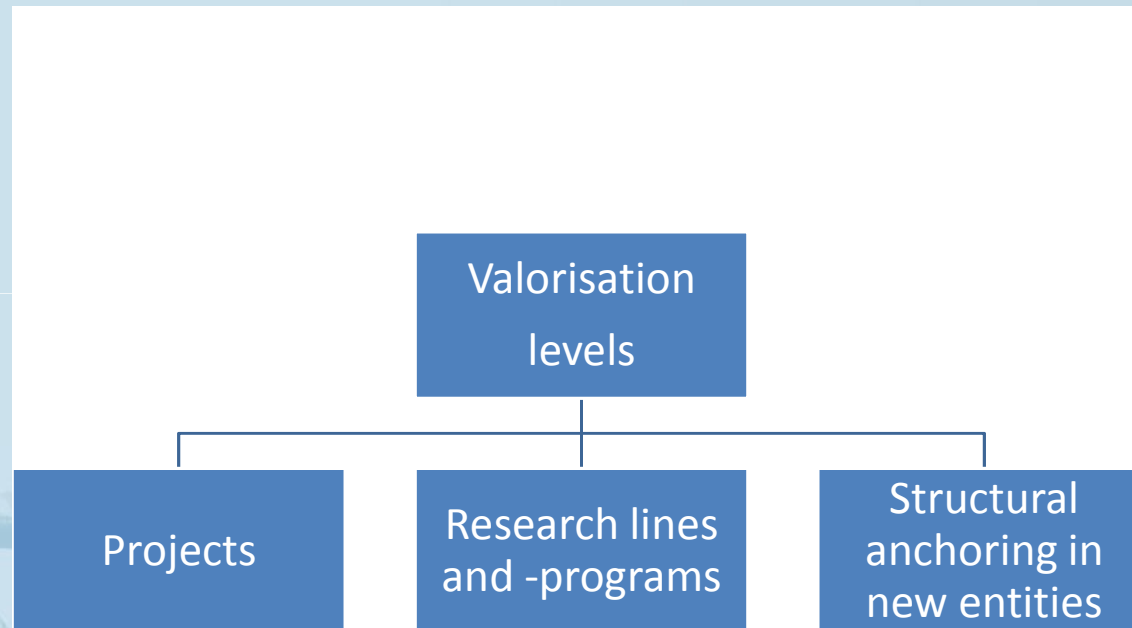 Valorisation
levels
Projects
Research lines
and -programs
Structural
anchoring in
new entities